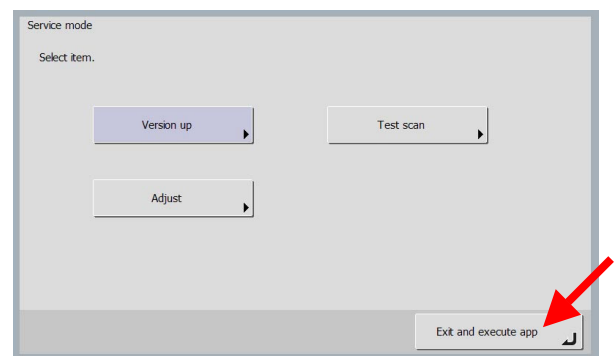 Service mode
Select item.
Version up
Test scan
Adjust
Exit and execute app